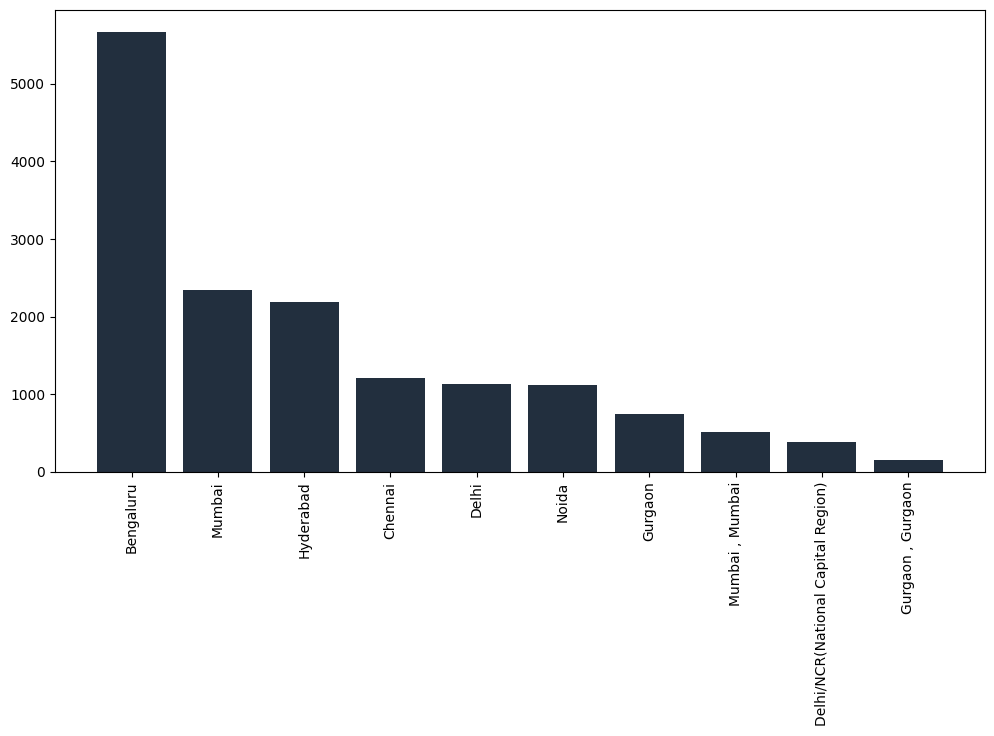 5000
4000
3000
2000
1000
0
Bengaluru
Mumbai
Hyderabad
Chennai
Delhi
Noida
Gurgaon
Mumbai , Mumbai
Delhi/NCR(National Capital Region)
Gurgaon , Gurgaon